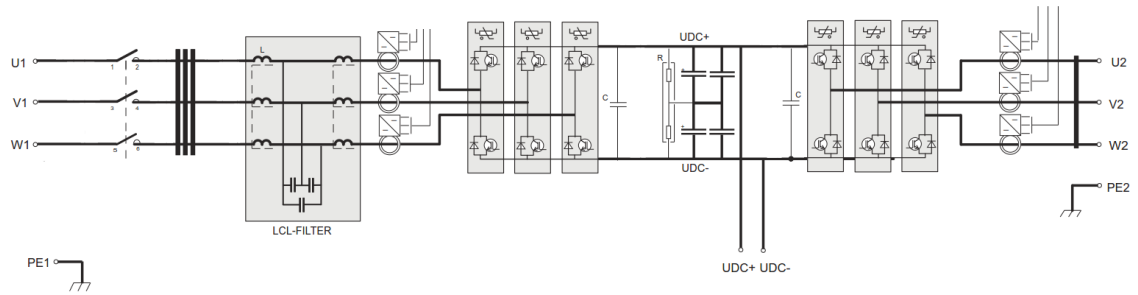 U1
V1
W1
1
2
3
4
5
6
L
LCL-FILTER
PE1
C
UDC+
R
+
+
UDC-
C
UDC+ UDC-
U2
V2
W2
PE2